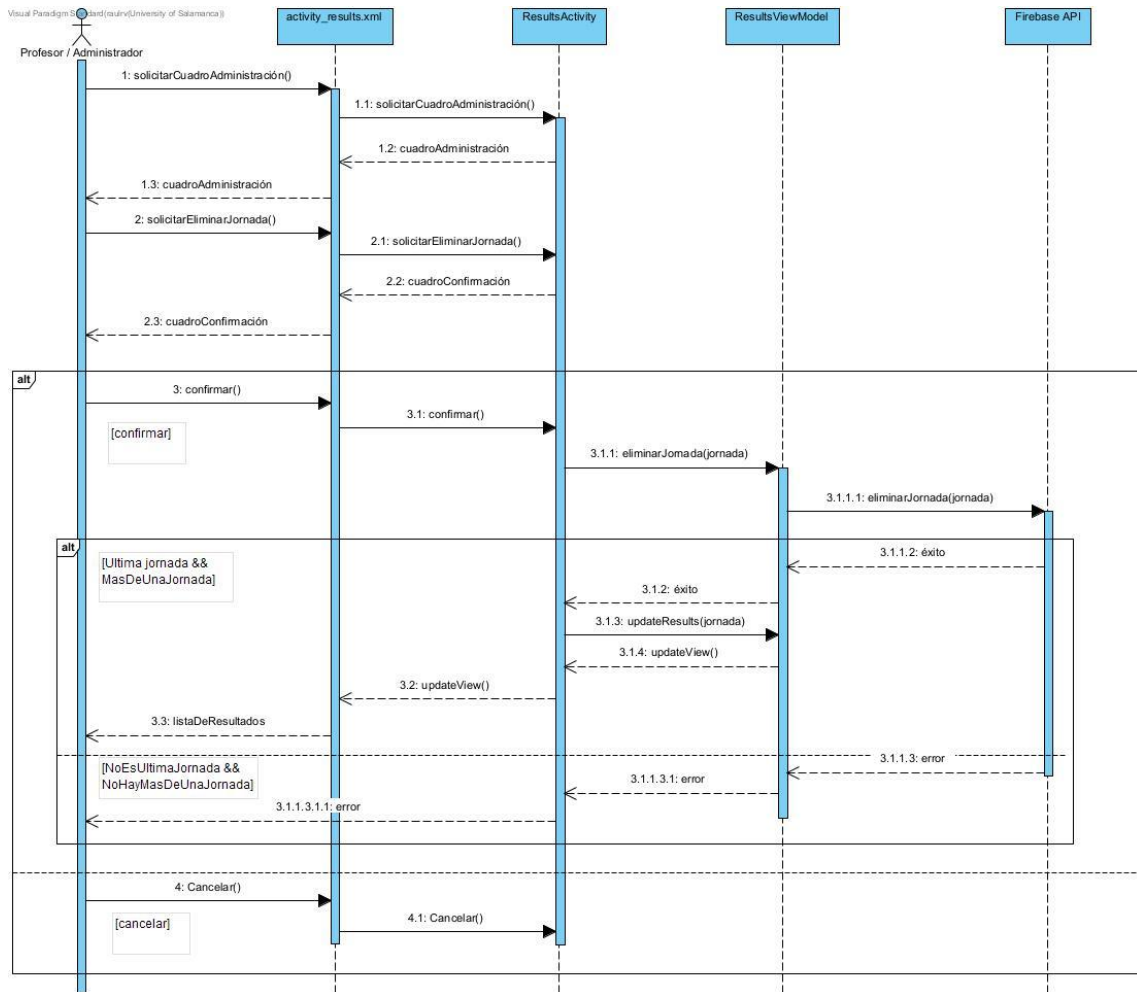 Visual Paradigm Standard(raulrv(University of Salamanca))
Profesor / Administrador
activity_results.xml
ResultsActivity
ResultsViewModel
Firebase API
1: solicitarCuadroAdministración()
1.1: solicitarCuadroAdministración()
1.2: cuadroAdministración
1.3: cuadroAdministración
2: solicitarEliminarJornada()
2.1: solicitarEliminarJornada()
2.2: cuadroConfirmación
2.3: cuadroConfirmación
alt
3: confirmar()
3.1: confirmar()
[confirmar]
3.1.1: eliminarJornada(jornada)
3.1.1.1: eliminarJornada(jornada)
alt
[Ultima jornada &&
MasDeUnaJornada]
3.1.1.2: éxito
3.1.2: éxito
3.1.3: updateResults(jornada)
3.1.4: updateView()
3.2: updateView()
3.3: listaDeResultados
[NoEsUltimaJornada &&
NoHayMasDeUnaJornada]
3.1.1.3: error
3.1.1.3.1: error
3.1.1.3.1.1: error
4: Cancelar()
4.1: Cancelar()
[cancelar]